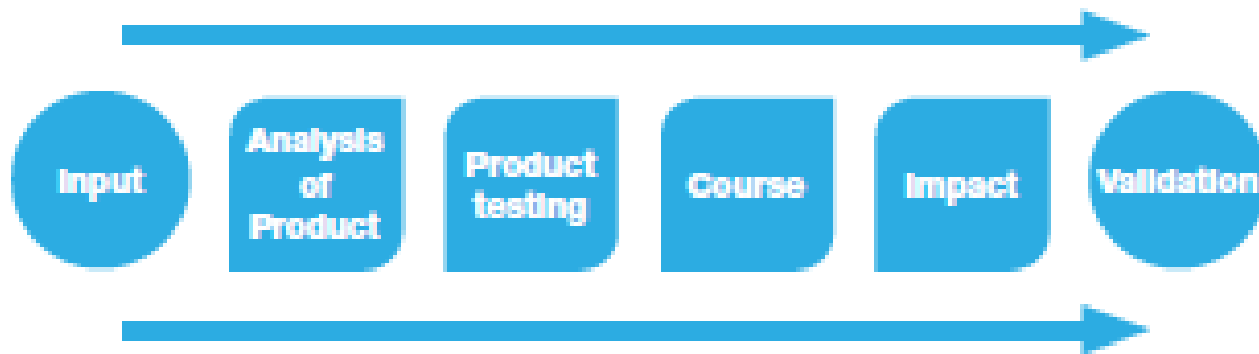 Input
Analysis
of
Product
Product
testing
Course
Impact
Validation